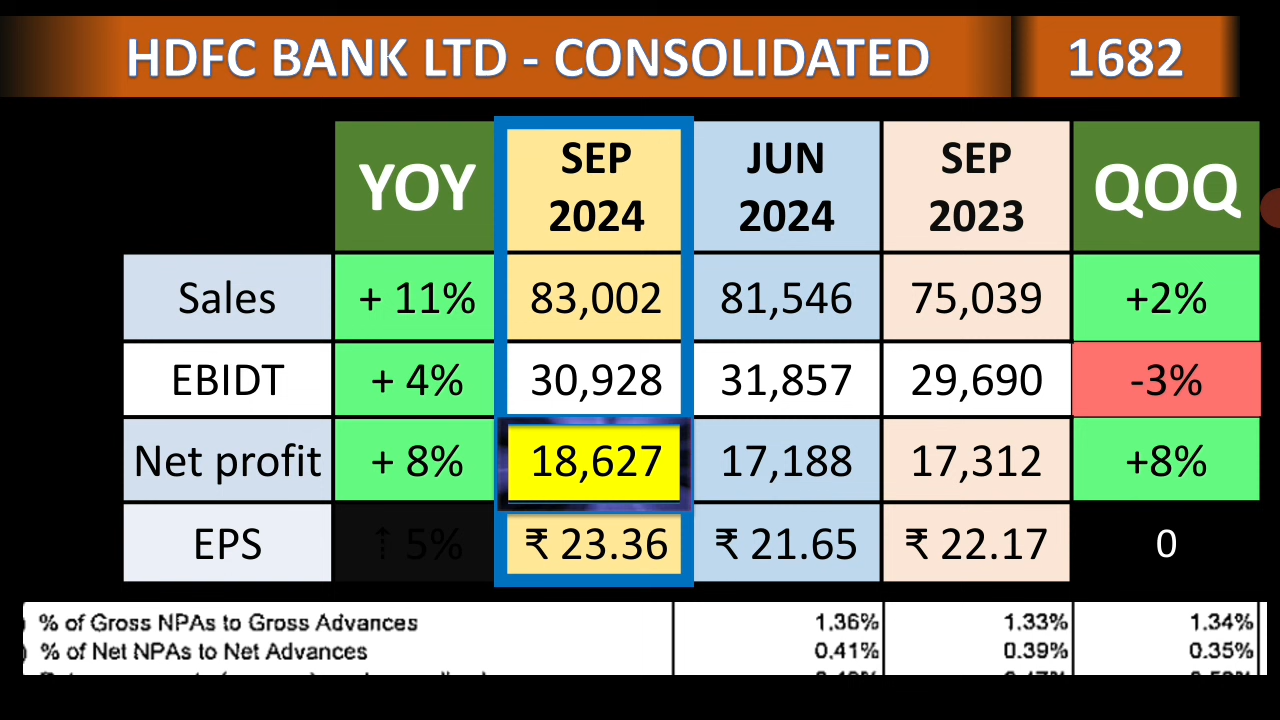 HDFC BANK LTD - CONSOLIDATED 1682
YOY SEP 2024 JUN 2024 SEP 2023 QOQ
Sales + 11% 83,002 81,546 75,039 +2%
EBIDT + 4% 30,928 31,857 29,690 -3%
Net profit + 8% 18,627 17,188 17,312 +8%
EPS ⇡ 5% ₹ 23.36 ₹ 21.65 ₹ 22.17 0
% of Gross NPAs to Gross Advances 1.36% 1.33% 1.34%
% of Net NPAs to Net Advances 0.41% 0.39% 0.35%